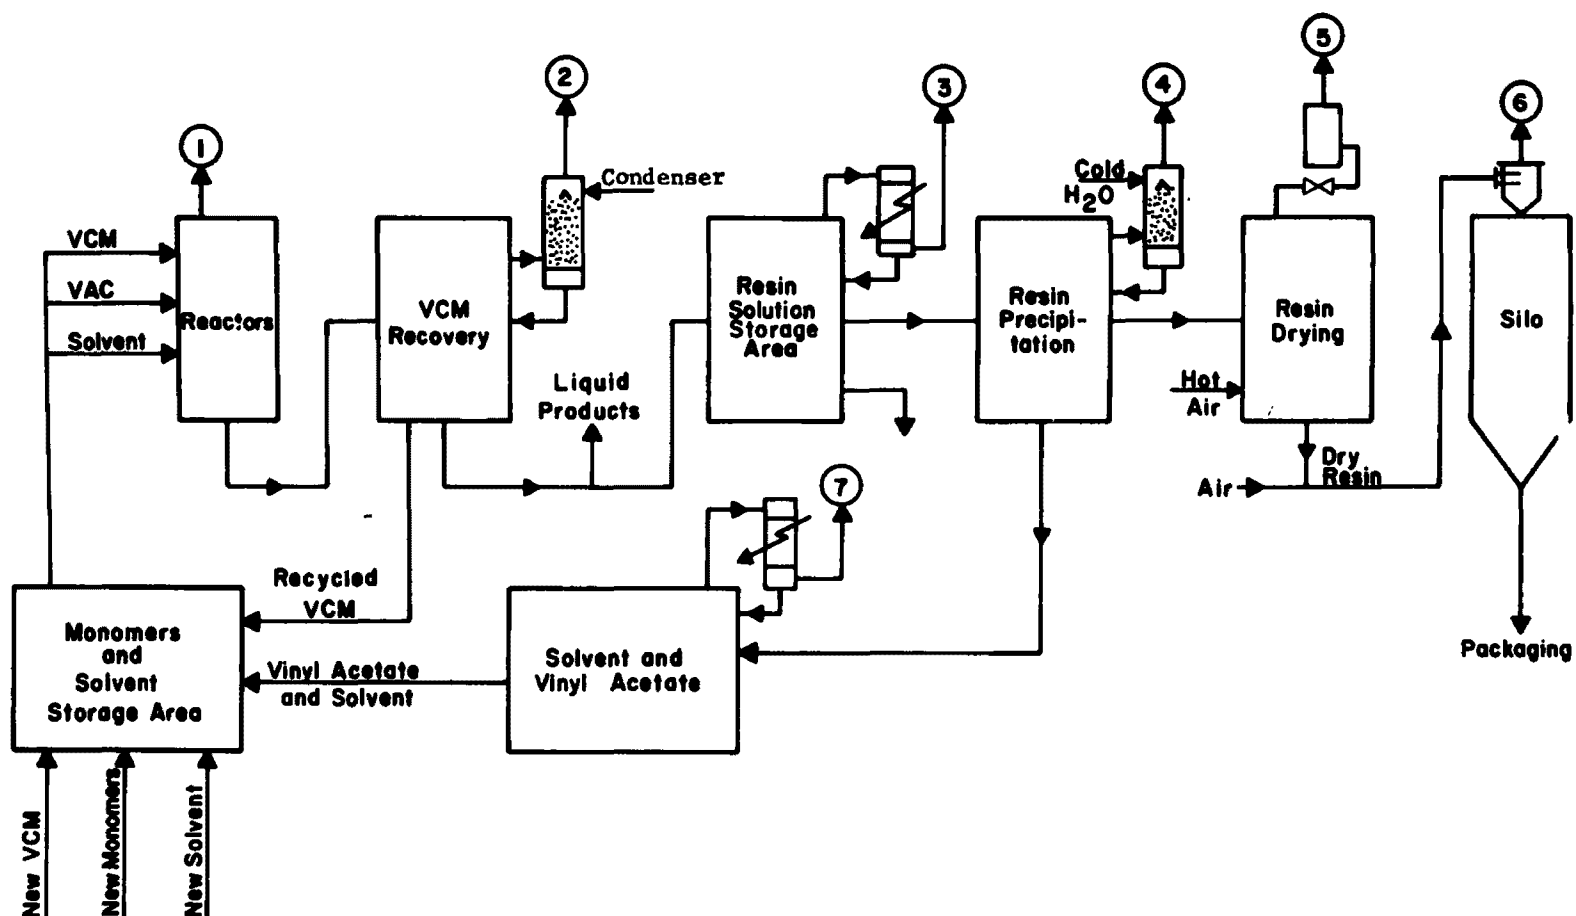 5
2
3
4
6
1
Condenser
Cold
H2O
VCM
VAC
Reactors
Solvent
VCM
Recovery
Resin
Solution
Storage
Area
Resin
Precipi-
tation
Resin
Drying
Silo
Liquid
Products
Hot
Air
Dry
Resin
Air
7
Recycled
VCM
Monomers
and
Solvent
Storage Area
Vinyl Acetate
and Solvent
Solvent and
Vinyl Acetate
Packaging
New VCM
New Monomers
New Solvent